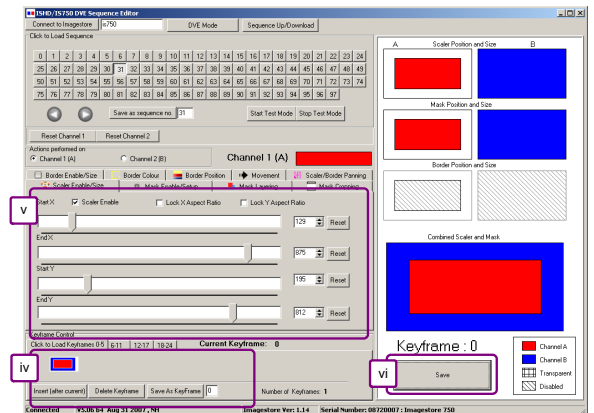 ISMD/IS750 DVE Sequence Editor
Connect to Imagestore is750 DVE Mode Sequence Up/Download
Click to Load Sequence
0 1 2 3 4 5 6 7 8 9 10 11 12 13 14 15 16 17 18 19 20 21 22 23 24
25 26 27 28 29 30 31 32 33 34 35 36 37 38 39 40 41 42 43 44 45 46 47 48 49
50 51 52 53 54 55 56 57 58 59 60 61 62 63 64 65 66 67 68 69 70 71 72 73 74
75 76 77 78 79 80 81 82 83 84 85 86 87 88 89 90 91 92 93 94 95 96 97
Save as sequence no. 31 Start Test Mode Stop Test Mode
Reset Channel 1 Reset Channel 2
Actions performed on
Channel 1 (A) Channel 2 (B) Channel 1 (A)
Border Enable/Size Border Colour Border Position Movement Scaler/Border Panning
Scaler Enable/Size Mask Enable/Setup Mask Layering Mask Cropping
v
Start X Scaler Enable Lock X Aspect Ratio Lock Y Aspect Ratio
129 Reset
End X
875 Reset
Start Y
195 Reset
End Y
812 Reset
Keyframe Control
Click to Load Keyframes 0-5 6-11 12-17 18-24 Current Keyframe: 0
iv
Insert (after current) Delete Keyframe Save As KeyFrame 0 Number of Keyframes: 1
Connected V5.06 b4 Aug 31 2007, NH Imagestore Ver: 1.14 Serial Number: 08720007 : Imagestore 750
A Scaler Position and Size B
Mask Position and Size
Border Position and Size
Combined Scaler and Mask
Keyframe : 0
vi
Save
Channel A
Channel B
Transparent
Disabled